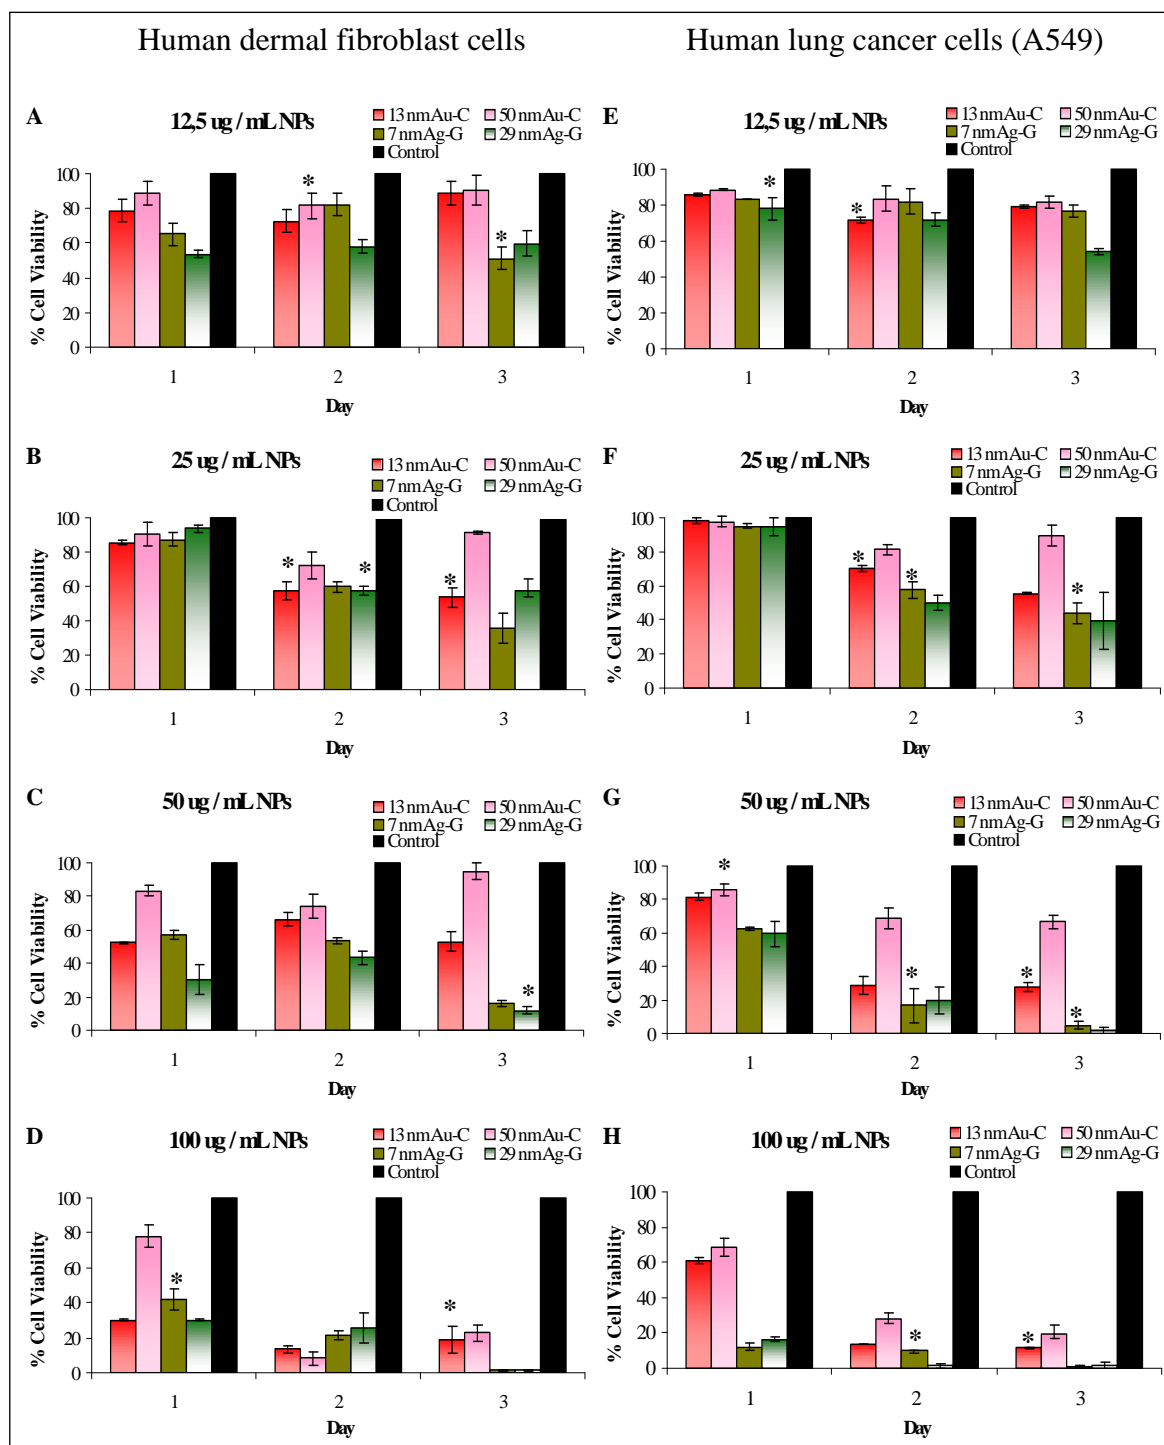 Human dermal fibroblast cells
Human lung cancer cells (A549)
A
12,5 ug / mL NPs
13 nmAu-C 50 nmAu-C
7 nmAg-G 29 nmAg-G
Control
% Cell Viability
100
80
60
40
20
0
*
*
1 2 3
Day
E
12,5 ug / mL NPs
13 nmAu-C 50 nmAu-C
7 nmAg-G 29 nmAg-G
Control
% Cell Viability
100
80
60
40
20
0
*
*
1 2 3
Day
B
25 ug / mL NPs
13 nmAu-C 50 nmAu-C
7 nmAg-G 29 nmAg-G
Control
% Cell Viability
100
80
60
40
20
0
* * *
1 2 3
Day
F
25 ug / mL NPs
13 nmAu-C 50 nmAu-C
7 nmAg-G 29 nmAg-G
Control
% Cell Viability
100
80
60
40
20
0
* * *
1 2 3
Day
C
50 ug / mL NPs
13 nmAu-C 50 nmAu-C
7 nmAg-G 29 nmAg-G
Control
% Cell Viability
100
80
60
40
20
0
*
1 2 3
Day
G
50 ug / mL NPs
13 nmAu-C 50 nmAu-C
7 nmAg-G 29 nmAg-G
Control
% Cell Viability
100
80
60
40
20
0
*
* *
*
1 2 3
Day
D
100 ug / mL NPs
13 nmAu-C 50 nmAu-C
7 nmAg-G 29 nmAg-G
Control
% Cell Viability
100
80
60
40
20
0
*
*
1 2 3
Day
H
100 ug / mL NPs
13 nmAu-C 50 nmAu-C
7 nmAg-G 29 nmAg-G
Control
% Cell Viability
100
80
60
40
20
0
* *
1 2 3
Day